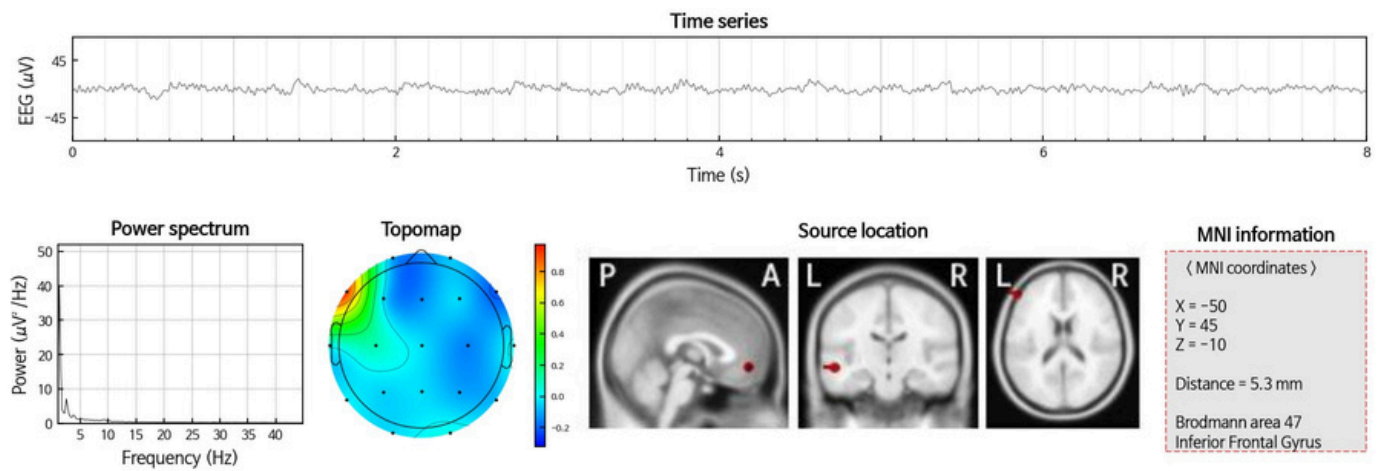 Time series
EEG (μV)
45
−45
0
2
4
6
8
Time (s)
Power spectrum
Power (μV²/Hz)
50
40
30
20
10
0
5
10
15
20
25
30
35
40
Frequency (Hz)
Topomap
0.8
0.6
0.4
0.2
0.0
−0.2
Source location
P
A
L
R
L
R
MNI information
〈 MNI coordinates 〉
X = −50
Y = 45
Z = −10
Distance = 5.3 mm
Brodmann area 47
Inferior Frontal Gyrus